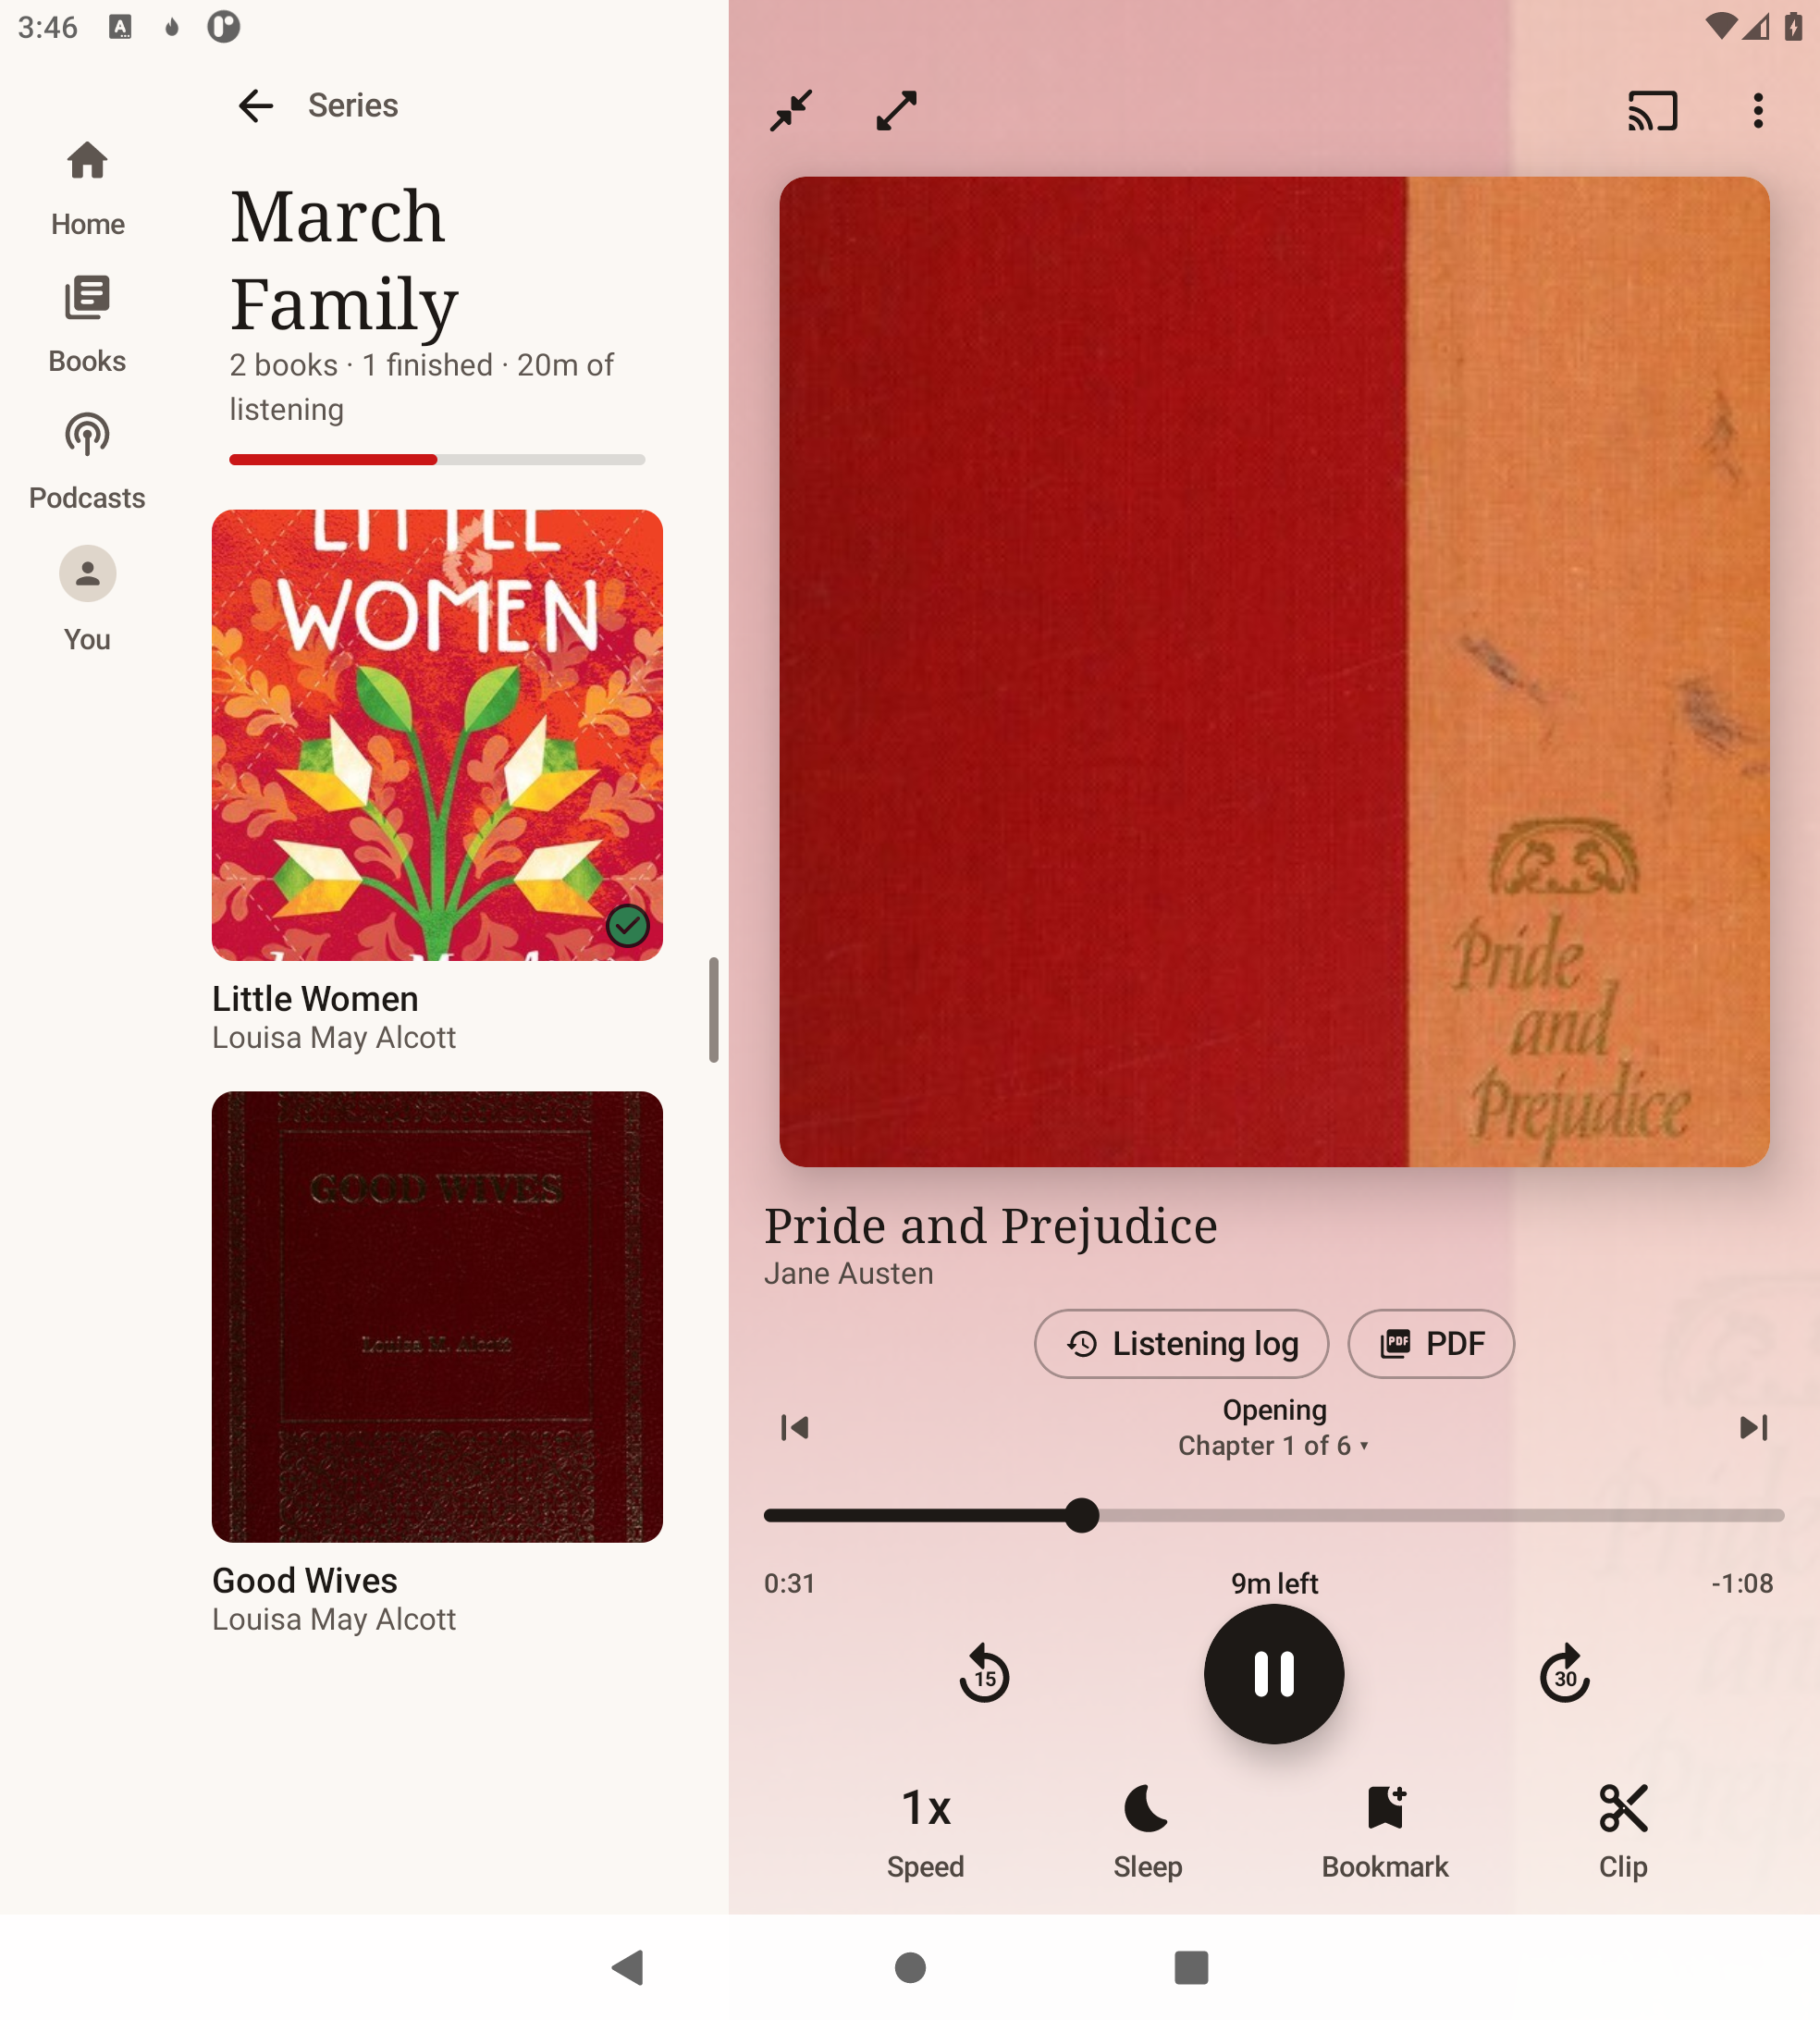 3:46
Series
Home
Books
Podcasts
You
March
Family
2 books · 1 finished · 20m of
listening
LITTLE
WOMEN
Little Women
Louisa May Alcott
GOOD WIVES
Louisa M. Alcott
Good Wives
Louisa May Alcott
Pride
and
Prejudice
Pride and Prejudice
Jane Austen
Listening log
PDF
Opening
Chapter 1 of 6 ▾
0:31
9m left
-1:08
15
30
1x
Speed
Sleep
Bookmark
Clip